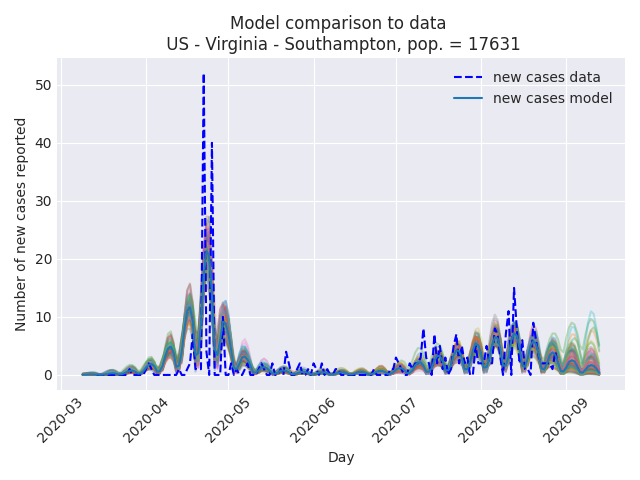 Model comparison to data
US - Virginia - Southampton, pop. = 17631
new cases data
new cases model
Number of new cases reported
50
40
30
20
10
0
2020-03
2020-04
2020-05
2020-06
2020-07
2020-08
2020-09
Day